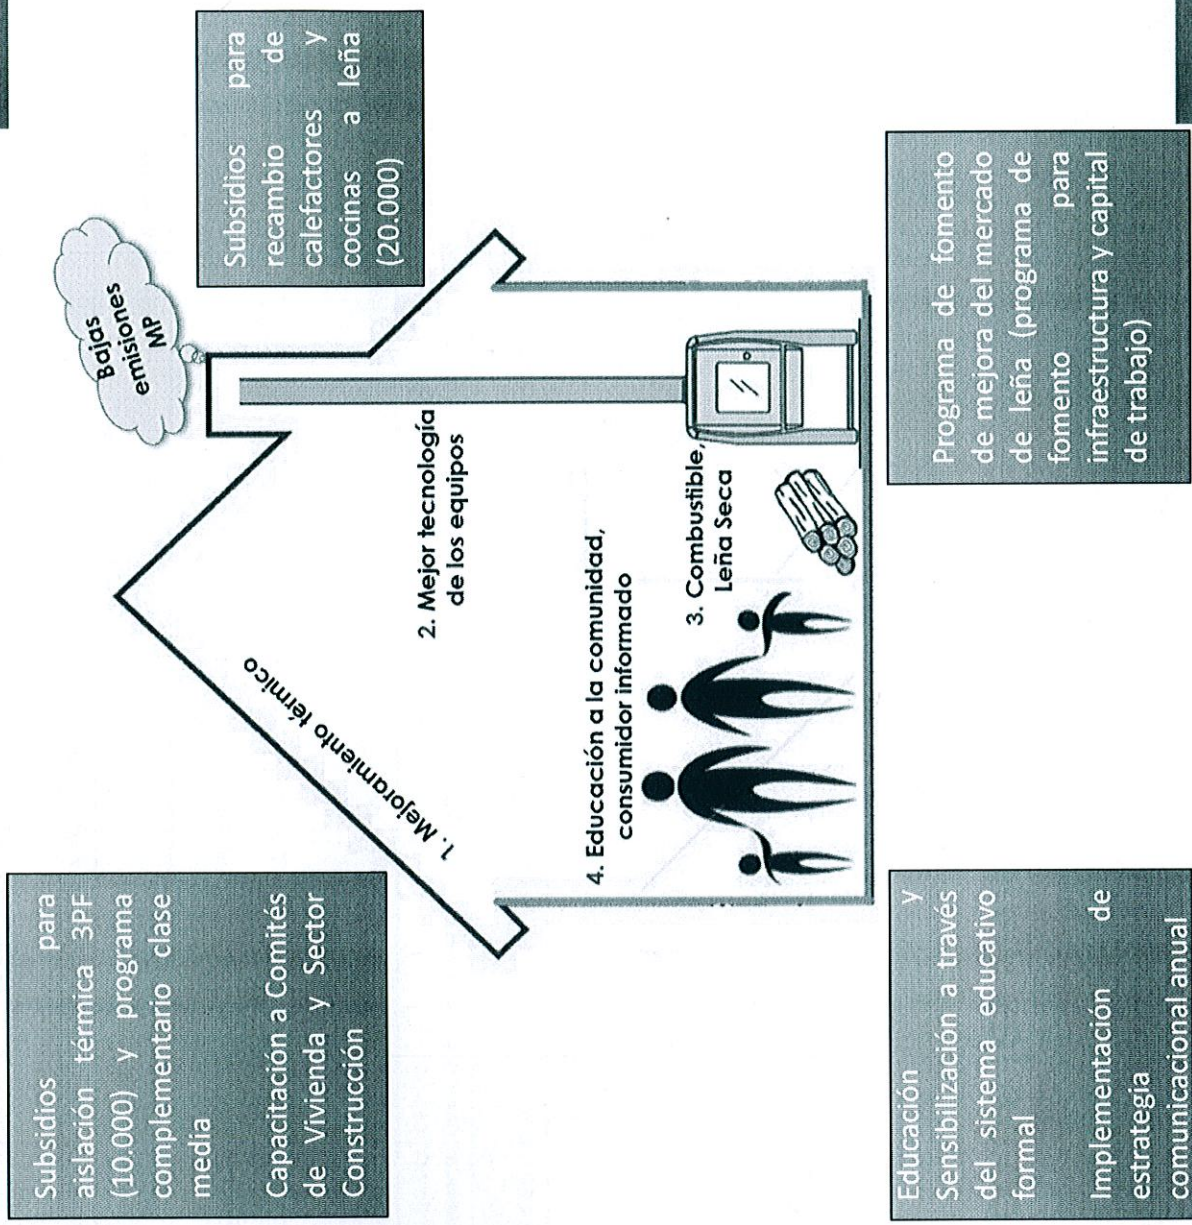 Subsidios para
aislación térmica 3PF
(10.000) y programa
complementario clase
media
Capacitación a Comités
de Vivienda y Sector
Construcción
Bajas
emisiones
MP
Subsidios para
recambio de
calefactores y
cocinas a leña
(20.000)
1. Mejoramiento térmico
2. Mejor tecnología
de los equipos
4. Educación a la comunidad,
consumidor informado
3. Combustible,
Leña Seca
Educación y
Sensibilización a través
del sistema educativo
formal
Implementación de
estrategia
comunicacional anual
Programa de fomento
de mejora del mercado
de leña (programa de
fomento para
infraestructura y capital
de trabajo)